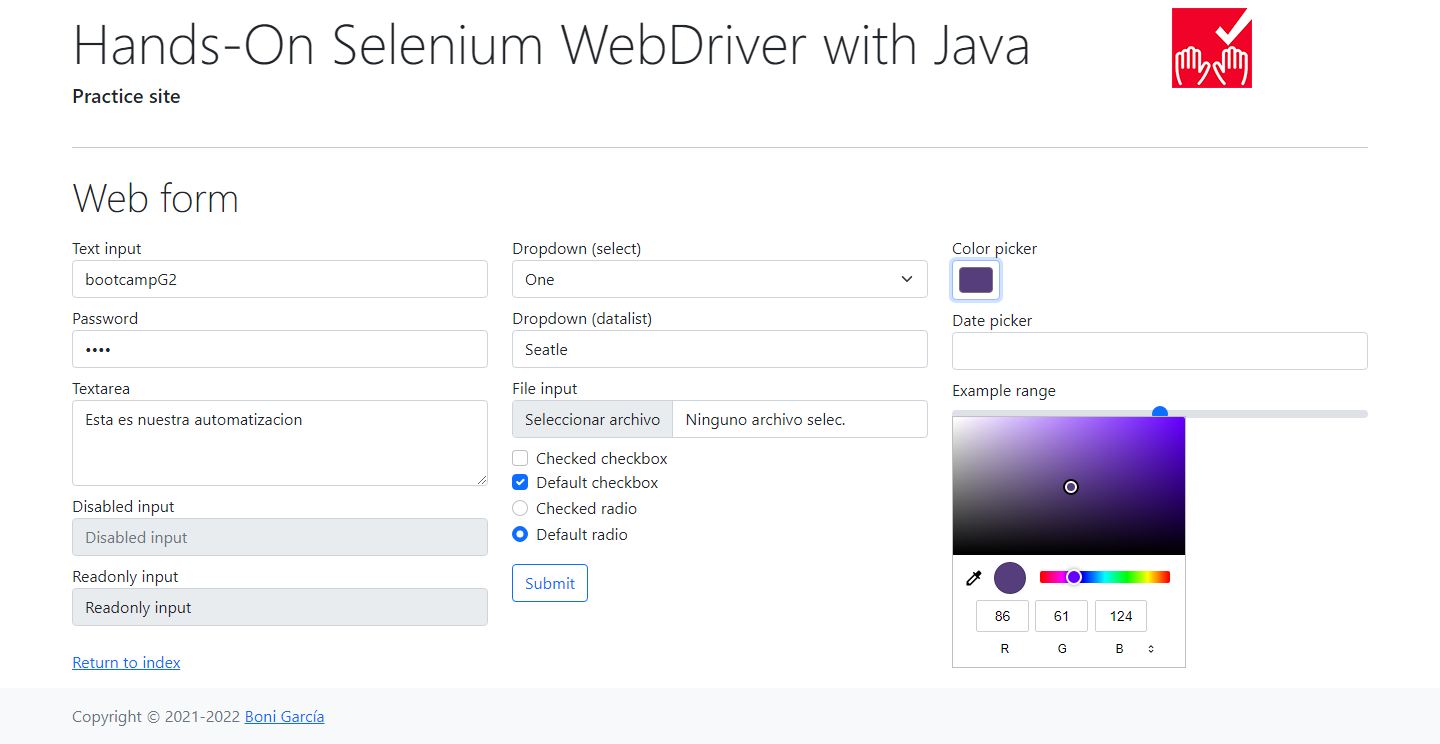 Hands-On Selenium WebDriver with Java
Practice site
Web form
Text input
bootcampG2
Password
••••
Textarea
Esta es nuestra automatizacion
Disabled input
Disabled input
Readonly input
Readonly input
Return to index
Dropdown (select)
One
Dropdown (datalist)
Seatle
File input
Seleccionar archivo Ninguno archivo selec.
Checked checkbox
Default checkbox
Checked radio
Default radio
Submit
Color picker
Date picker
Example range
86 61 124
R G B
Copyright © 2021-2022 Boni García